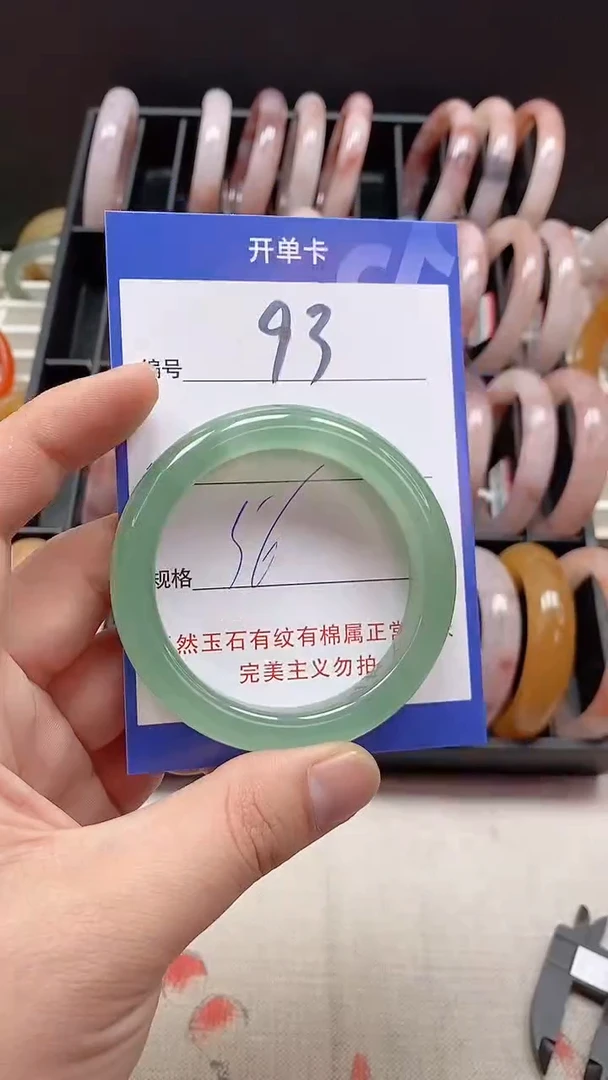 开单卡
编号 93
规格 56
然玉石有纹有棉属正常
完美主义勿拍